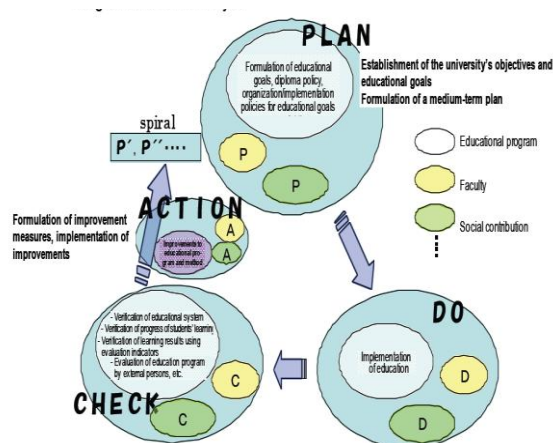 PLAN
Formulation of educational
goals, diploma policy,
organization/implementation
policies for educational goals
P
P
Establishment of the university's objectives and
educational goals
Formulation of a medium-term plan
Educational program
Faculty
Social contribution
spiral
P′, P′′····
ACTION
Formulation of improvement
measures, implementation of
improvements
A
A
Improvements to
educational pro-
gram and method
DO
Implementation
of education
D
D
- Verification of educational system
- Verification of progress of students' learning
- Verification of learning results using
evaluation indicators
- Evaluation of education program
by external persons, etc.
C
C
CHECK